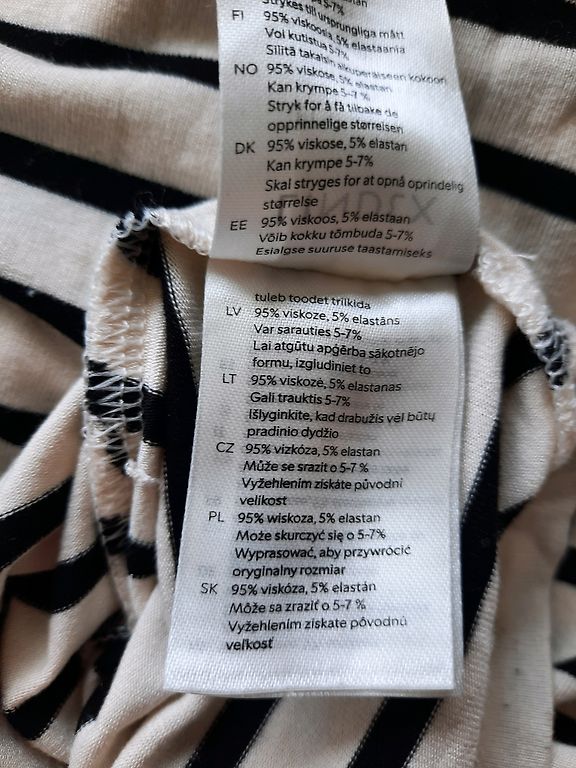 Strykes till ursprungliga mått
FI 95% viskoosia, 5% elastaania
Voi kutistua 5-7%
Silitä takaisin alkuperäiseen kokoon
NO 95% viskose, 5% elastan
Kan krympe 5-7%
Stryk for å få tilbake de
opprinnelige størrelsen
DK 95% viskose, 5% elastan
Kan krympe 5-7%
Skal stryges for at opnå oprindelig
størrelse
EE 95% viskoos, 5% elastaan
Võib kokku tõmbuda 5-7%
Esialgse suuruse taastamiseks
tuleb toodet triikida
LV 95% viskoze, 5% elastāns
Var sarauties 5-7%
Lai atgūtu apģērba sākotnējo
formu, izgludiniet to
LT 95% viskozė, 5% elastanas
Gali trauktis 5-7%
Išlyginkite, kad drabužis vėl būtų
pradinio dydžio
CZ 95% vizkóza, 5% elastan
Může se srazit o 5-7 %
Vyžehlením získáte původní
velikost
PL 95% wiskoza, 5% elastan
Może skurczyć się o 5-7%
Wyprasować, aby przywrócić
oryginalny rozmiar
SK 95% viskóza, 5% elastán
Môže sa zraziť o 5-7 %
Vyžehlením získate pôvodnú
veľkosť